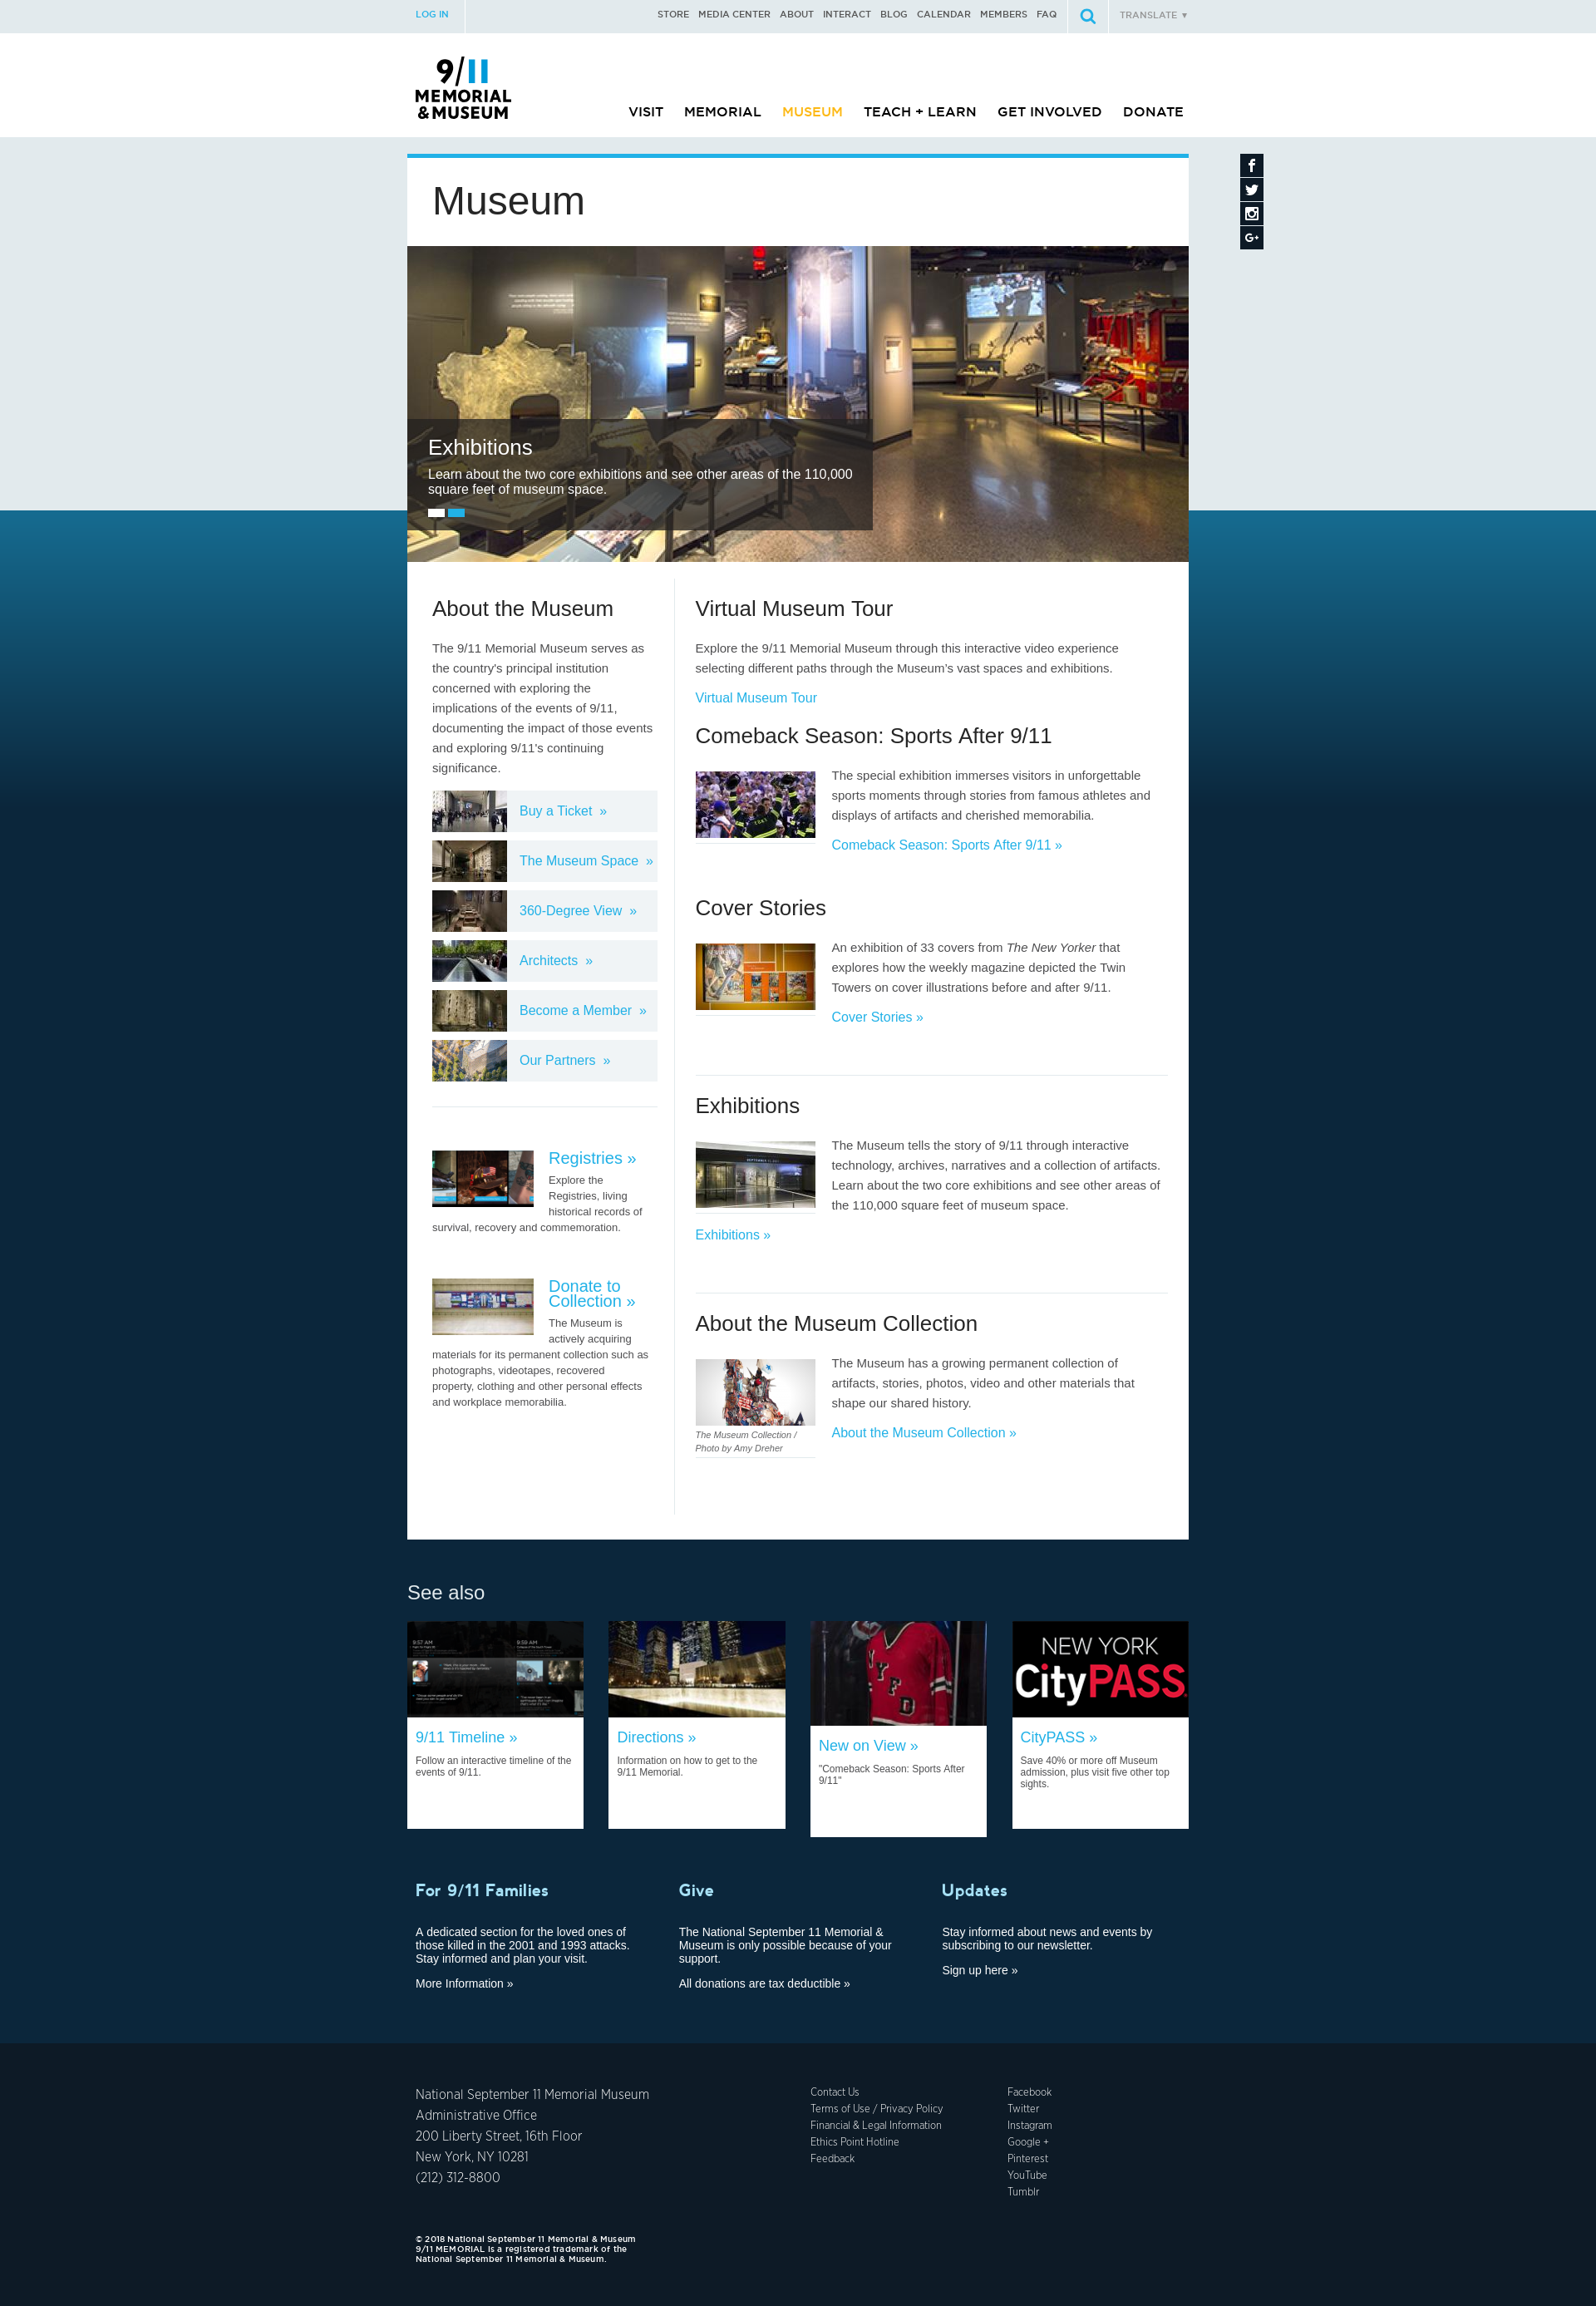 LOG IN
STORE MEDIA CENTER ABOUT INTERACT BLOG CALENDAR MEMBERS FAQ
TRANSLATE ▼
9/11
MEMORIAL
&MUSEUM
VISIT MEMORIAL MUSEUM TEACH + LEARN GET INVOLVED DONATE
Museum
Exhibitions
Learn about the two core exhibitions and see other areas of the 110,000
square feet of museum space.
About the Museum
The 9/11 Memorial Museum serves as
the country's principal institution
concerned with exploring the
implications of the events of 9/11,
documenting the impact of those events
and exploring 9/11's continuing
significance.
Buy a Ticket »
The Museum Space »
360-Degree View »
Architects »
Become a Member »
Our Partners »
Registries »
Explore the
Registries, living
historical records of
survival, recovery and commemoration.
Donate to
Collection »
The Museum is
actively acquiring
materials for its permanent collection such as
photographs, videotapes, recovered
property, clothing and other personal effects
and workplace memorabilia.
Virtual Museum Tour
Explore the 9/11 Memorial Museum through this interactive video experience
selecting different paths through the Museum's vast spaces and exhibitions.
Virtual Museum Tour
Comeback Season: Sports After 9/11
The special exhibition immerses visitors in unforgettable
sports moments through stories from famous athletes and
displays of artifacts and cherished memorabilia.
Comeback Season: Sports After 9/11 »
Cover Stories
An exhibition of 33 covers from The New Yorker that
explores how the weekly magazine depicted the Twin
Towers on cover illustrations before and after 9/11.
Cover Stories »
Exhibitions
The Museum tells the story of 9/11 through interactive
technology, archives, narratives and a collection of artifacts.
Learn about the two core exhibitions and see other areas of
the 110,000 square feet of museum space.
Exhibitions »
About the Museum Collection
The Museum has a growing permanent collection of
artifacts, stories, photos, video and other materials that
shape our shared history.
About the Museum Collection »
The Museum Collection /
Photo by Amy Dreher
See also
9:57 AM
9:59 AM
NYFD
NEW YORK
CityPASS
9/11 Timeline »
Follow an interactive timeline of the
events of 9/11.
Directions »
Information on how to get to the
9/11 Memorial.
New on View »
"Comeback Season: Sports After
9/11"
CityPASS »
Save 40% or more off Museum
admission, plus visit five other top
sights.
For 9/11 Families
A dedicated section for the loved ones of
those killed in the 2001 and 1993 attacks.
Stay informed and plan your visit.
More Information »
Give
The National September 11 Memorial &
Museum is only possible because of your
support.
All donations are tax deductible »
Updates
Stay informed about news and events by
subscribing to our newsletter.
Sign up here »
National September 11 Memorial Museum
Administrative Office
200 Liberty Street, 16th Floor
New York, NY 10281
(212) 312-8800
Contact Us
Terms of Use / Privacy Policy
Financial & Legal Information
Ethics Point Hotline
Feedback
Facebook
Twitter
Instagram
Google +
Pinterest
YouTube
Tumblr
© 2018 National September 11 Memorial & Museum
9/11 MEMORIAL is a registered trademark of the
National September 11 Memorial & Museum.